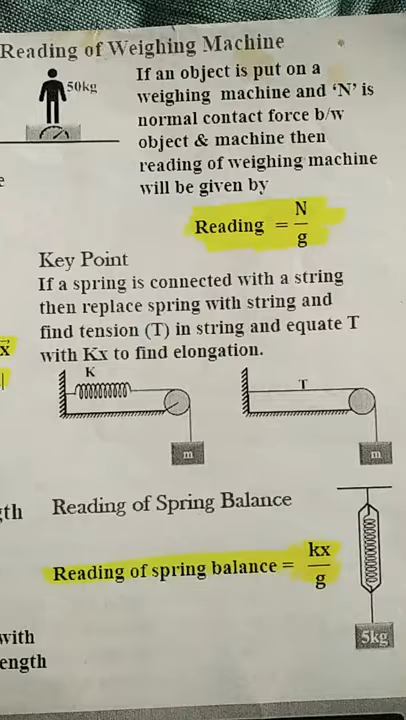 Reading of Weighing Machine
50kg
If an object is put on a
weighing machine and ‘N’ is
normal contact force b/w
object & machine then
reading of weighing machine
will be given by
Reading = N/g
Key Point
If a spring is connected with a string
then replace spring with string and
find tension (T) in string and equate T
with Kx to find elongation.
K
T
m
m
Reading of Spring Balance
Reading of spring balance = kx/g
5kg
with